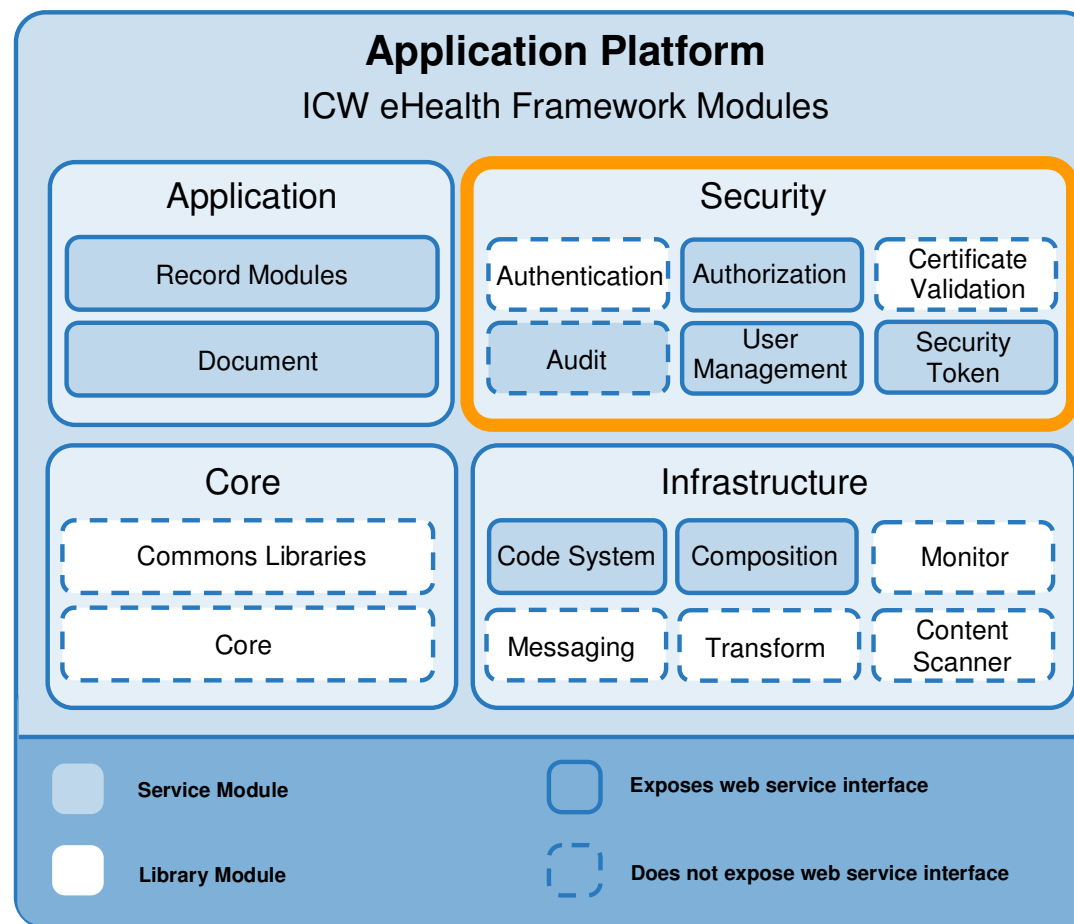 Application Platform
ICW eHealth Framework Modules
Application
Record Modules
Document
Security
Authentication
Authorization
Certificate
Validation
Audit
User
Management
Security
Token
Core
Commons Libraries
Core
Infrastructure
Code System
Composition
Monitor
Messaging
Transform
Content
Scanner
Service Module
Exposes web service interface
Library Module
Does not expose web service interface